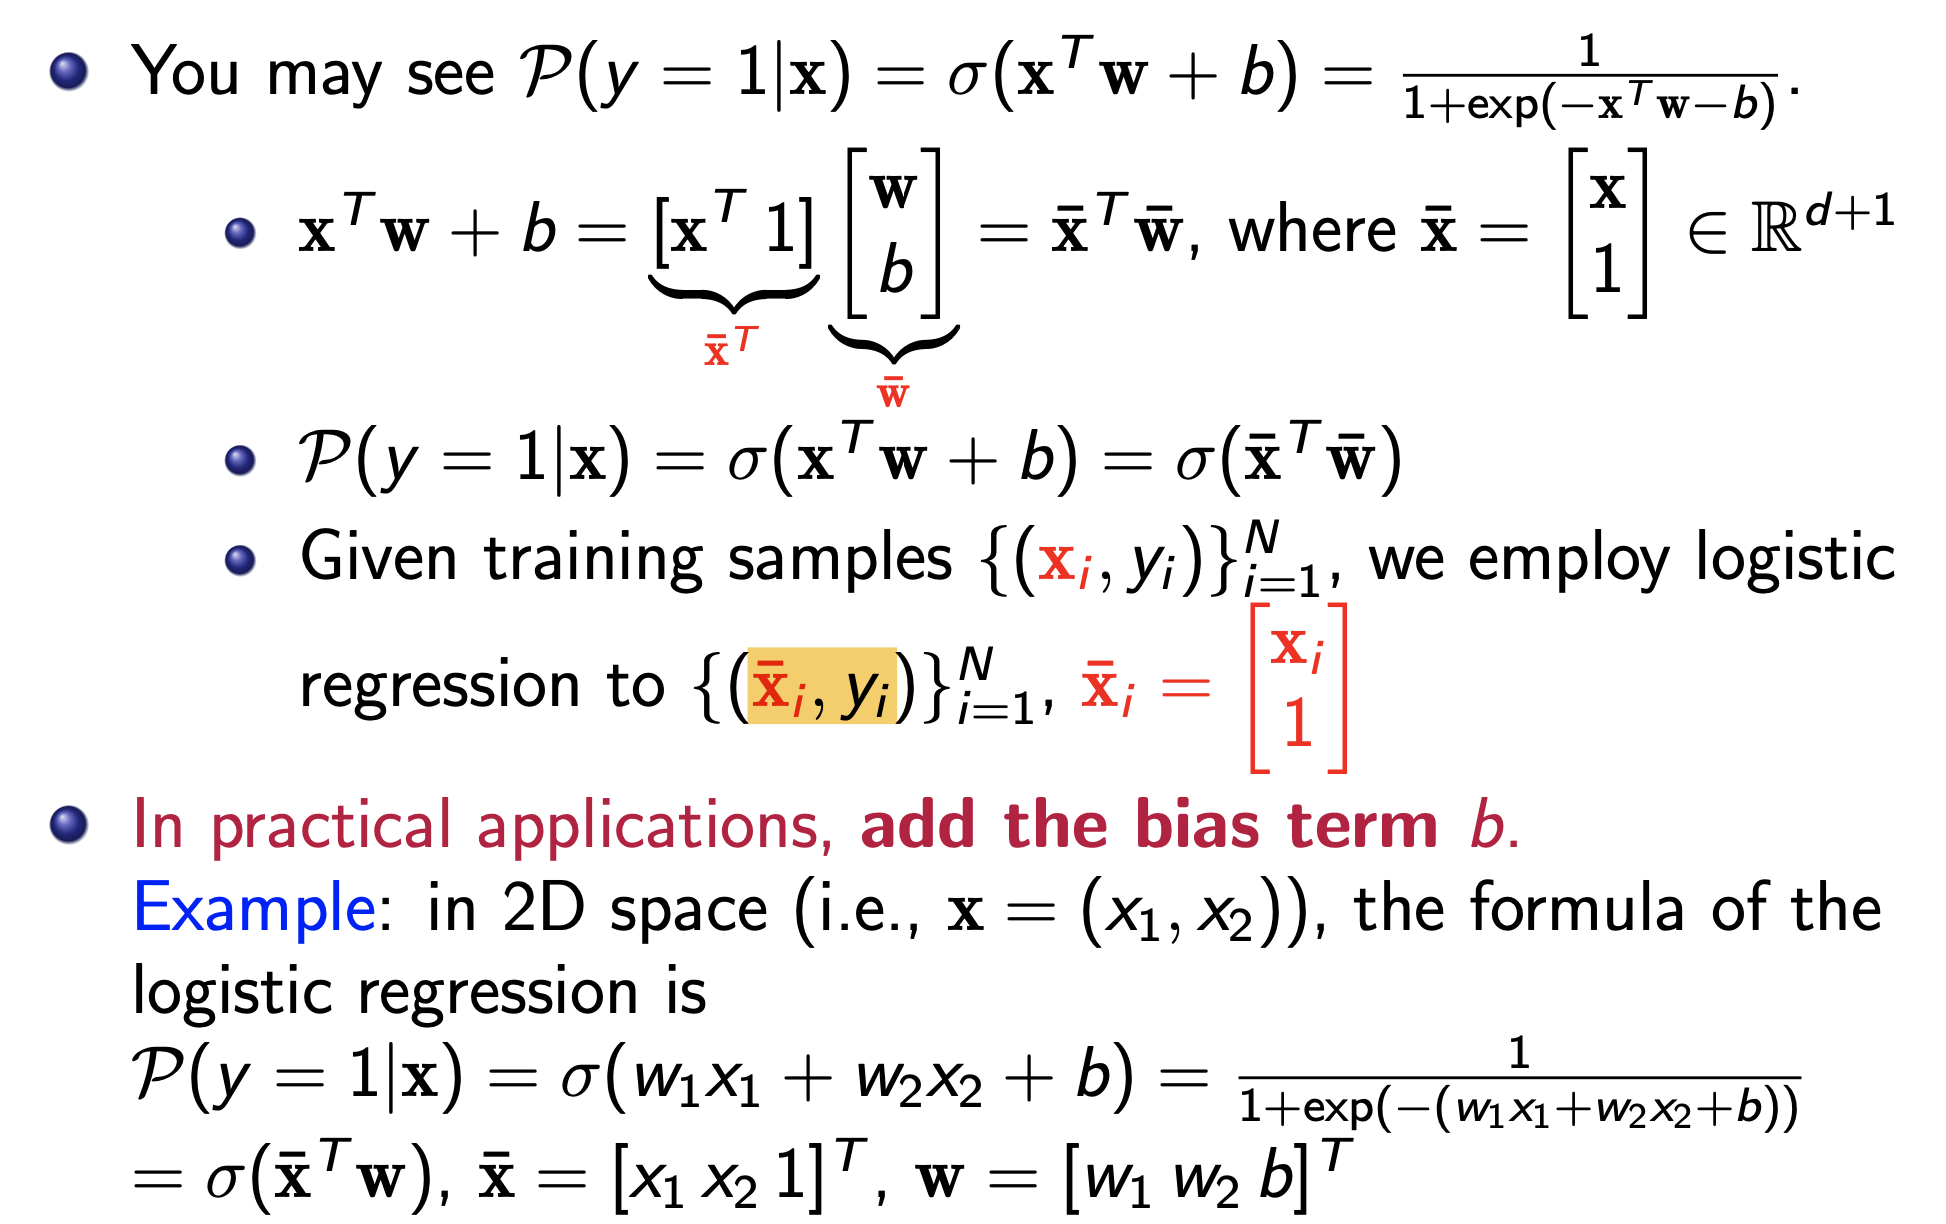 You may see $\mathcal{P}(y = 1|\mathbf{x}) = \sigma(\mathbf{x}^T\mathbf{w} + b) = \frac{1}{1+\exp(-\mathbf{x}^T\mathbf{w}-b)}$.
$\mathbf{x}^T\mathbf{w} + b = \underbrace{[\mathbf{x}^T\, 1]}_{\bar{\mathbf{x}}^T} \underbrace{\begin{bmatrix} \mathbf{w} \\ b \end{bmatrix}}_{\bar{\mathbf{w}}} = \bar{\mathbf{x}}^T\bar{\mathbf{w}}$, where $\bar{\mathbf{x}} = \begin{bmatrix} \mathbf{x} \\ 1 \end{bmatrix} \in \mathbb{R}^{d+1}$
$\mathcal{P}(y = 1|\mathbf{x}) = \sigma(\mathbf{x}^T\mathbf{w} + b) = \sigma(\bar{\mathbf{x}}^T\bar{\mathbf{w}})$
Given training samples $\{(\mathbf{x}_i, y_i)\}_{i=1}^N$, we employ logistic
regression to $\{(\bar{\mathbf{x}}_i, y_i)\}_{i=1}^N$, $\bar{\mathbf{x}}_i = \begin{bmatrix} \mathbf{x}_i \\ 1 \end{bmatrix}$
In practical applications, add the bias term $b$.
Example: in 2D space (i.e., $\mathbf{x} = (x_1, x_2)$), the formula of the
logistic regression is
$\mathcal{P}(y = 1|\mathbf{x}) = \sigma(w_1x_1 + w_2x_2 + b) = \frac{1}{1+\exp(-(w_1x_1+w_2x_2+b))}$
$= \sigma(\bar{\mathbf{x}}^T\mathbf{w})$, $\bar{\mathbf{x}} = [x_1\, x_2\, 1]^T$, $\mathbf{w} = [w_1\, w_2\, b]^T$